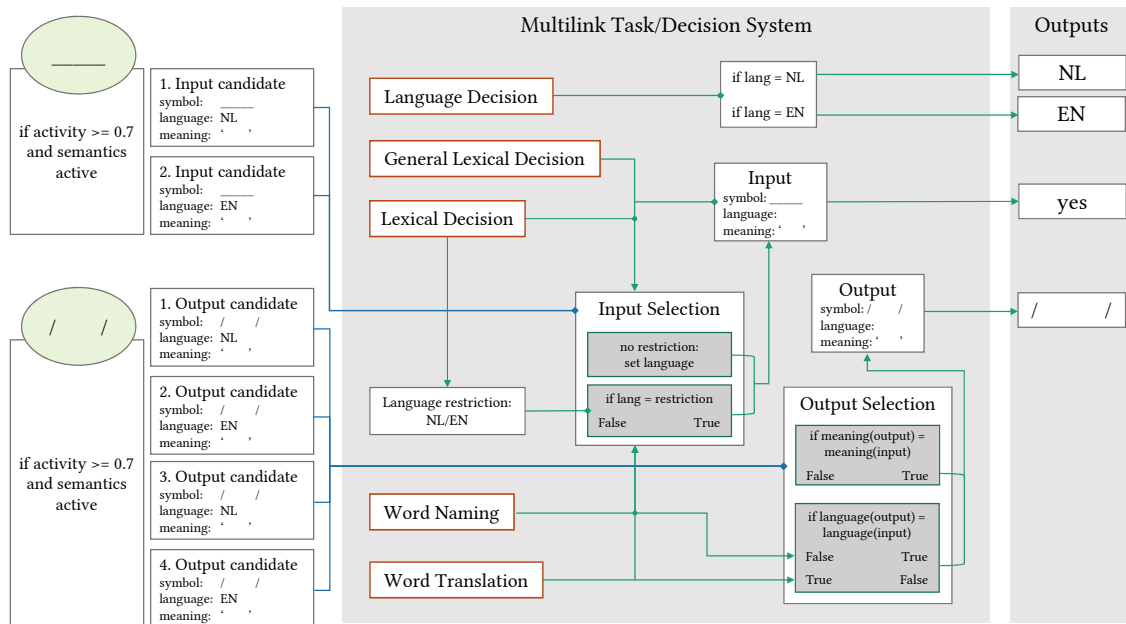 Multilink Task/Decision System
Outputs
_____
if activity >= 0.7
and semantics
active
1. Input candidate
symbol: _____
language: NL
meaning: ‘ ’
2. Input candidate
symbol: _____
language: EN
meaning: ‘ ’
/ /
if activity >= 0.7
and semantics
active
1. Output candidate
symbol: / /
language: NL
meaning: ‘ ’
2. Output candidate
symbol: / /
language: EN
meaning: ‘ ’
3. Output candidate
symbol: / /
language: NL
meaning: ‘ ’
4. Output candidate
symbol: / /
language: EN
meaning: ‘ ’
Language Decision
General Lexical Decision
Lexical Decision
Language restriction:
NL/EN
Word Naming
Word Translation
if lang = NL
if lang = EN
Input
symbol: _____
language:
meaning: ‘ ’
Input Selection
no restriction:
set language
if lang = restriction
False True
Output
symbol: / /
language:
meaning: ‘ ’
Output Selection
if meaning(output) =
meaning(input)
False True
if language(output) =
language(input)
False True
True False
NL
EN
yes
/ /